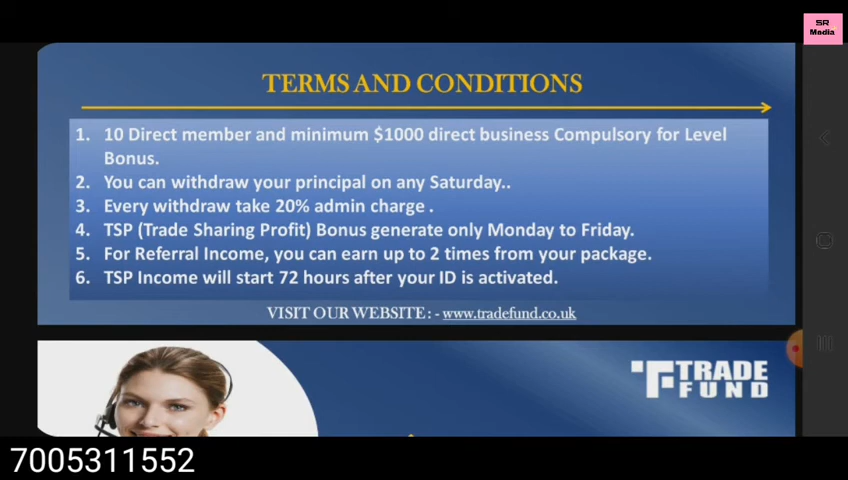 SR
Media
TERMS AND CONDITIONS
1. 10 Direct member and minimum $1000 direct business Compulsory for Level
Bonus.
2. You can withdraw your principal on any Saturday..
3. Every withdraw take 20% admin charge .
4. TSP (Trade Sharing Profit) Bonus generate only Monday to Friday.
5. For Referral Income, you can earn up to 2 times from your package.
6. TSP Income will start 72 hours after your ID is activated.
VISIT OUR WEBSITE: - www.tradefund.co.uk
TRADE
FUND
7005311552